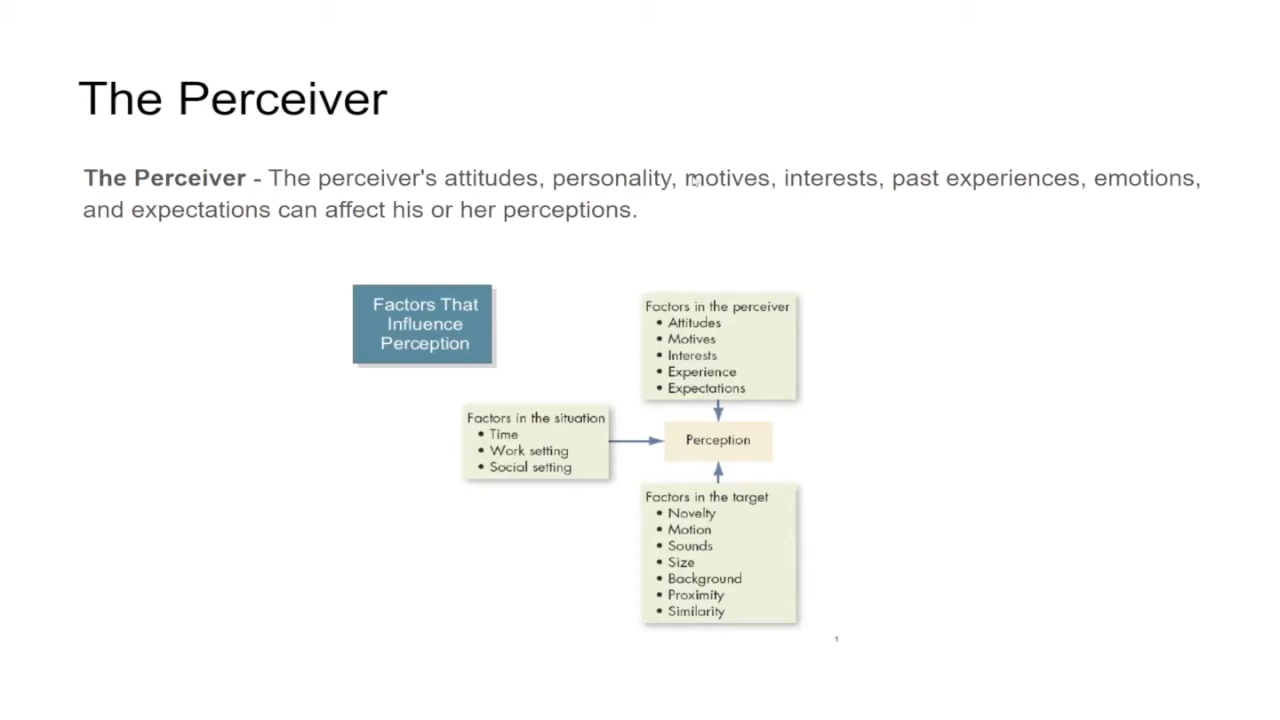 The Perceiver
The Perceiver - The perceiver's attitudes, personality, motives, interests, past experiences, emotions,
and expectations can affect his or her perceptions.
Factors That
Influence
Perception
Factors in the perceiver
• Attitudes
• Motives
• Interests
• Experience
• Expectations
Factors in the situation
• Time
• Work setting
• Social setting
Perception
Factors in the target
• Novelty
• Motion
• Sounds
• Size
• Background
• Proximity
• Similarity
1